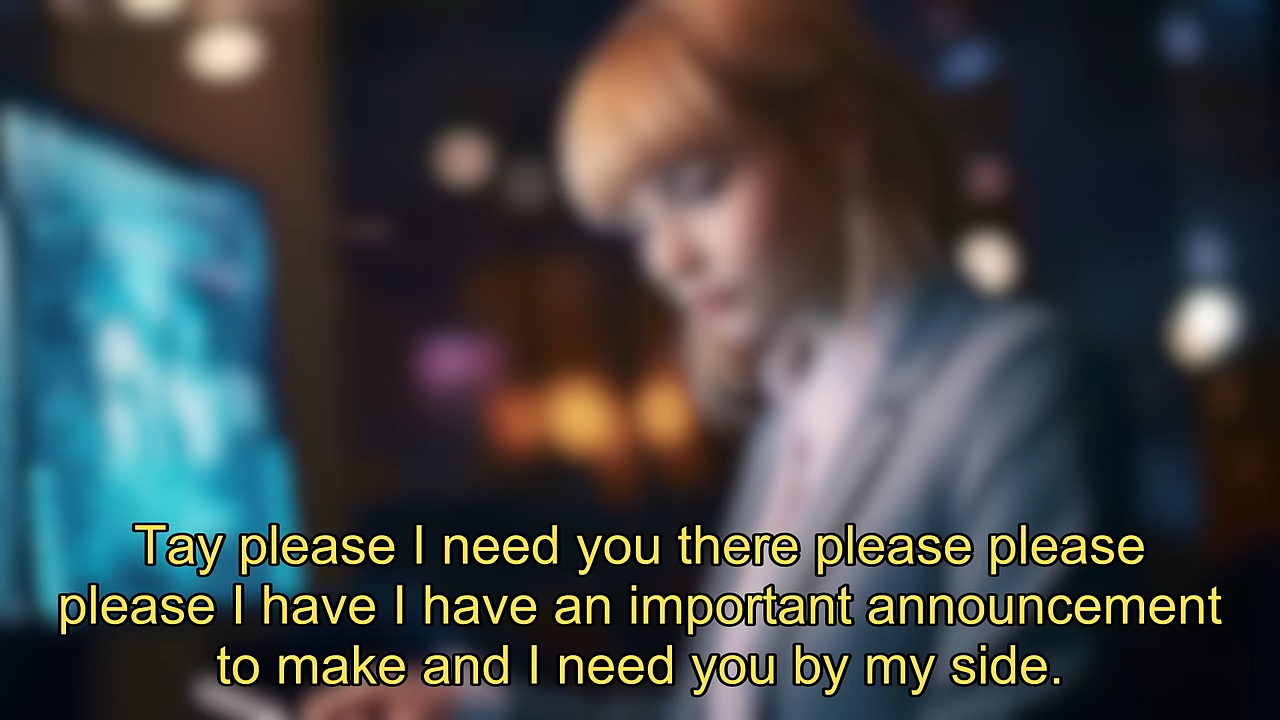 Tay please I need you there please please
please I have I have an important announcement
to make and I need you by my side.